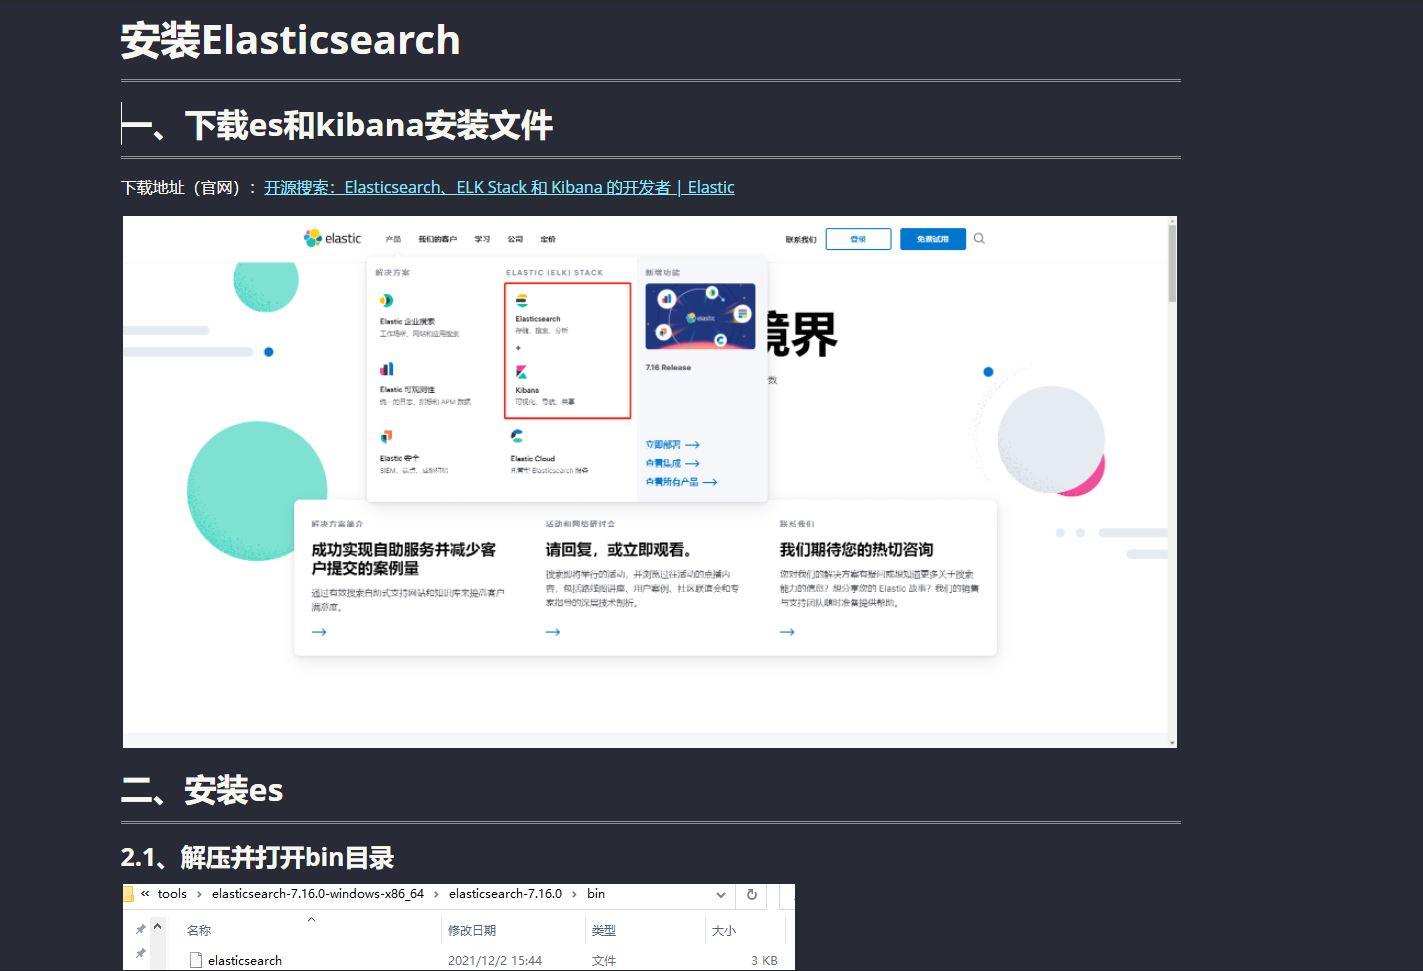 安装Elasticsearch
一、下载es和kibana安装文件
下载地址（官网）：开源搜索：Elasticsearch、ELK Stack 和 Kibana 的开发者 | Elastic
elastic 产品 我们的客户 学习 公司 定价 联系我们 登录 免费试用
解决方案 ELASTIC (ELK) STACK 新增功能
境界
Elastic 企业搜索
工作场所、网站和应用搜索
Elasticsearch
存储、搜索、分析
elastic
7.16 Release
数
Elastic 可观测性
统一的日志、指标和 APM 数据
Kibana
可视化、导航、共享
Elastic 安全
SIEM、端点、威胁狩猎
Elastic Cloud
托管型 Elasticsearch 服务
立即部署
查看集成
查看所有产品
解决方案简介
成功实现自助服务并减少客
户提交的案例量
通过有效搜索自助式支持网站和知识库来提高客户
满意度。
活动和网络研讨会
请回复，或立即观看。
搜索即将举行的活动，并浏览过往活动的点播内
容，包括路线图讲座、用户案例、社区联谊会和专
家指导的深层技术剖析。
联系我们
我们期待您的热切咨询
您对我们的解决方案有疑问或想知道更多关于搜索
能力的信息？想分享您的 Elastic 故事？我们的销售
与支持团队随时准备提供帮助。
二、安装es
2.1、解压并打开bin目录
« tools › elasticsearch-7.16.0-windows-x86_64 › elasticsearch-7.16.0 › bin
名称 修改日期 类型 大小
elasticsearch 2021/12/2 15:44 文件 3 KB